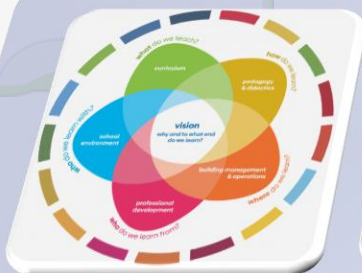 what do we teach?
curriculum
how do we learn?
pedagogy
& didactics
who do we learn with?
school
environment
vision
why and to what end
do we learn?
building management
& operations
where do we learn?
professional
development
who do we learn from?